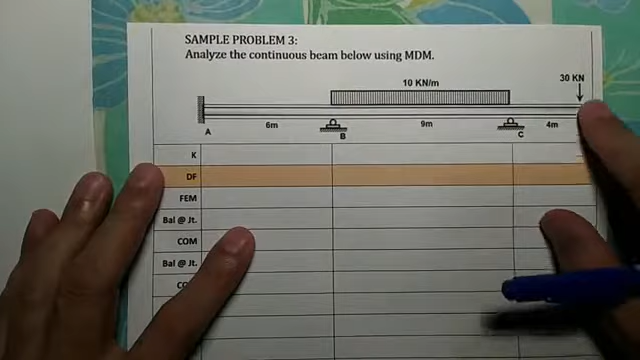 SAMPLE PROBLEM 3:
Analyze the continuous beam below using MDM.
30 KN
10 KN/m
6m
9m
4m
A
B
C
K
DF
FEM
Bal @ Jt.
COM
Bal @ Jt.